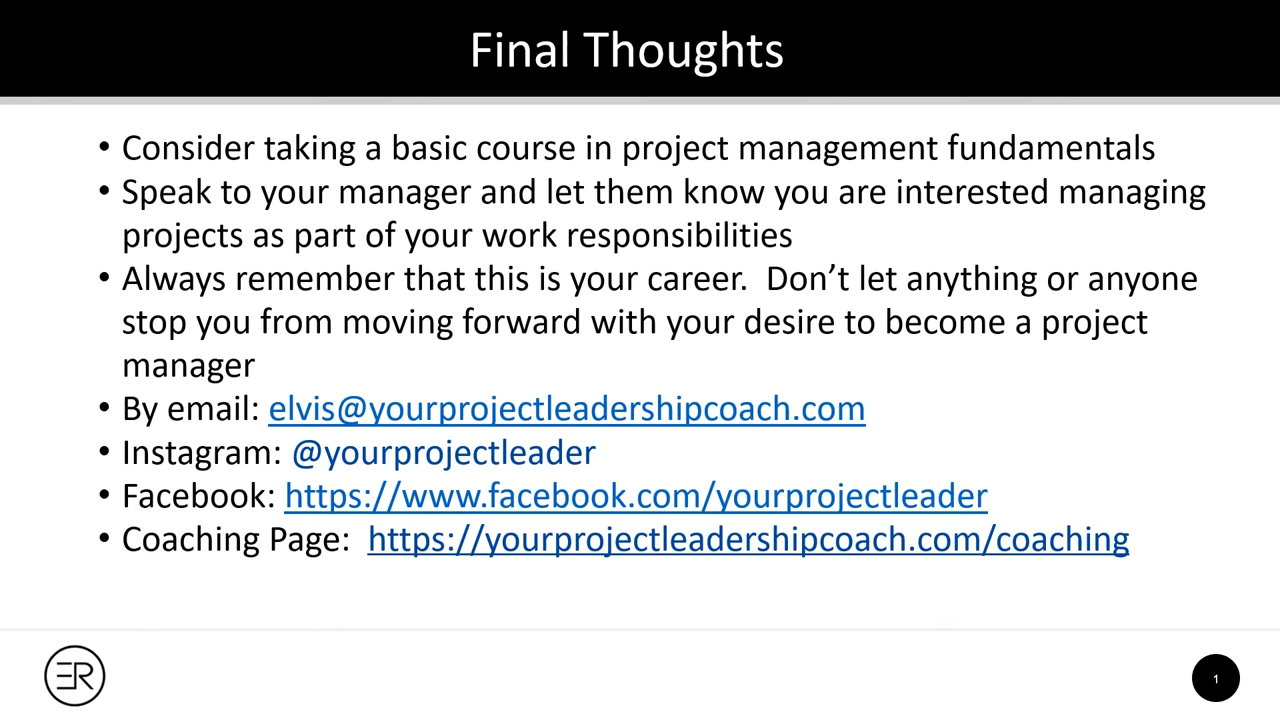 Final Thoughts
• Consider taking a basic course in project management fundamentals
• Speak to your manager and let them know you are interested managing
projects as part of your work responsibilities
• Always remember that this is your career.  Don’t let anything or anyone
stop you from moving forward with your desire to become a project
manager
• By email: elvis@yourprojectleadershipcoach.com
• Instagram: @yourprojectleader
• Facebook: https://www.facebook.com/yourprojectleader
• Coaching Page:  https://yourprojectleadershipcoach.com/coaching
ER
1